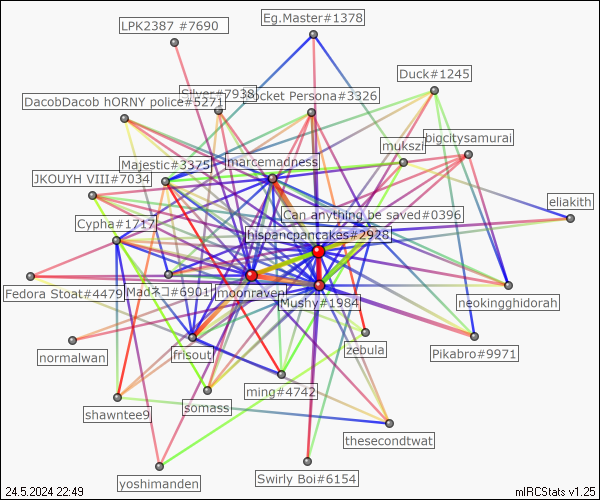 LPK2387 #7690
Eg.Master#1378
Duck#1245
#7938
ocket Persona#3326
DacobDacob hORNY police#5271
bigcitysamurai
mukszi
marcemadness
Majestic#3375
JKOUYH VIII#7034
eliakith
Can anything be saved#0396
Cypha#1717
hispancpancakes#2928
Fedora Stoat#4479
Madネコ#6901
moonraven
Mushy#1984
neokingghidorah
normalwan
frisout
zebula
Pikabro#9971
ming#4742
shawntee9
somass
thesecondtwat
yoshimanden
Swirly Boi#6154
24.5.2024 22:49
mIRCStats v1.25